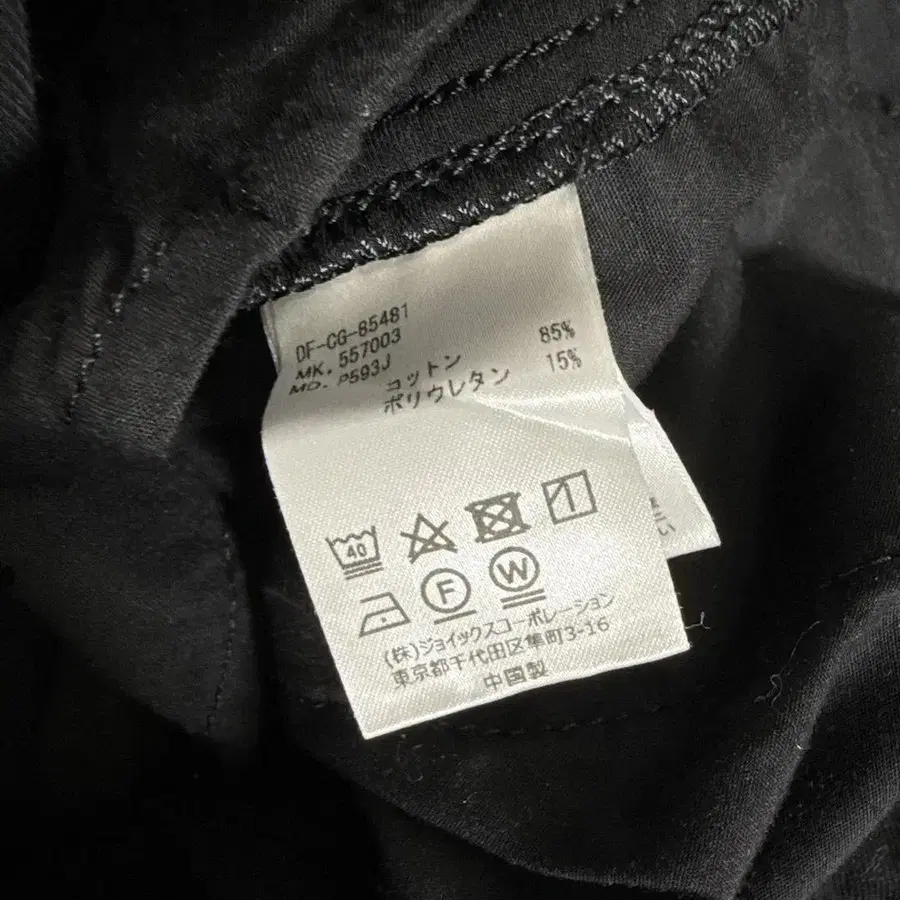 DF-CG-85481
MK. 557003
MD. P593J
コットン 85%
ポリウレタン 15%
40
F W
(株)ジョイックスコーポレーション
東京都千代田区隼町3-16
中国製